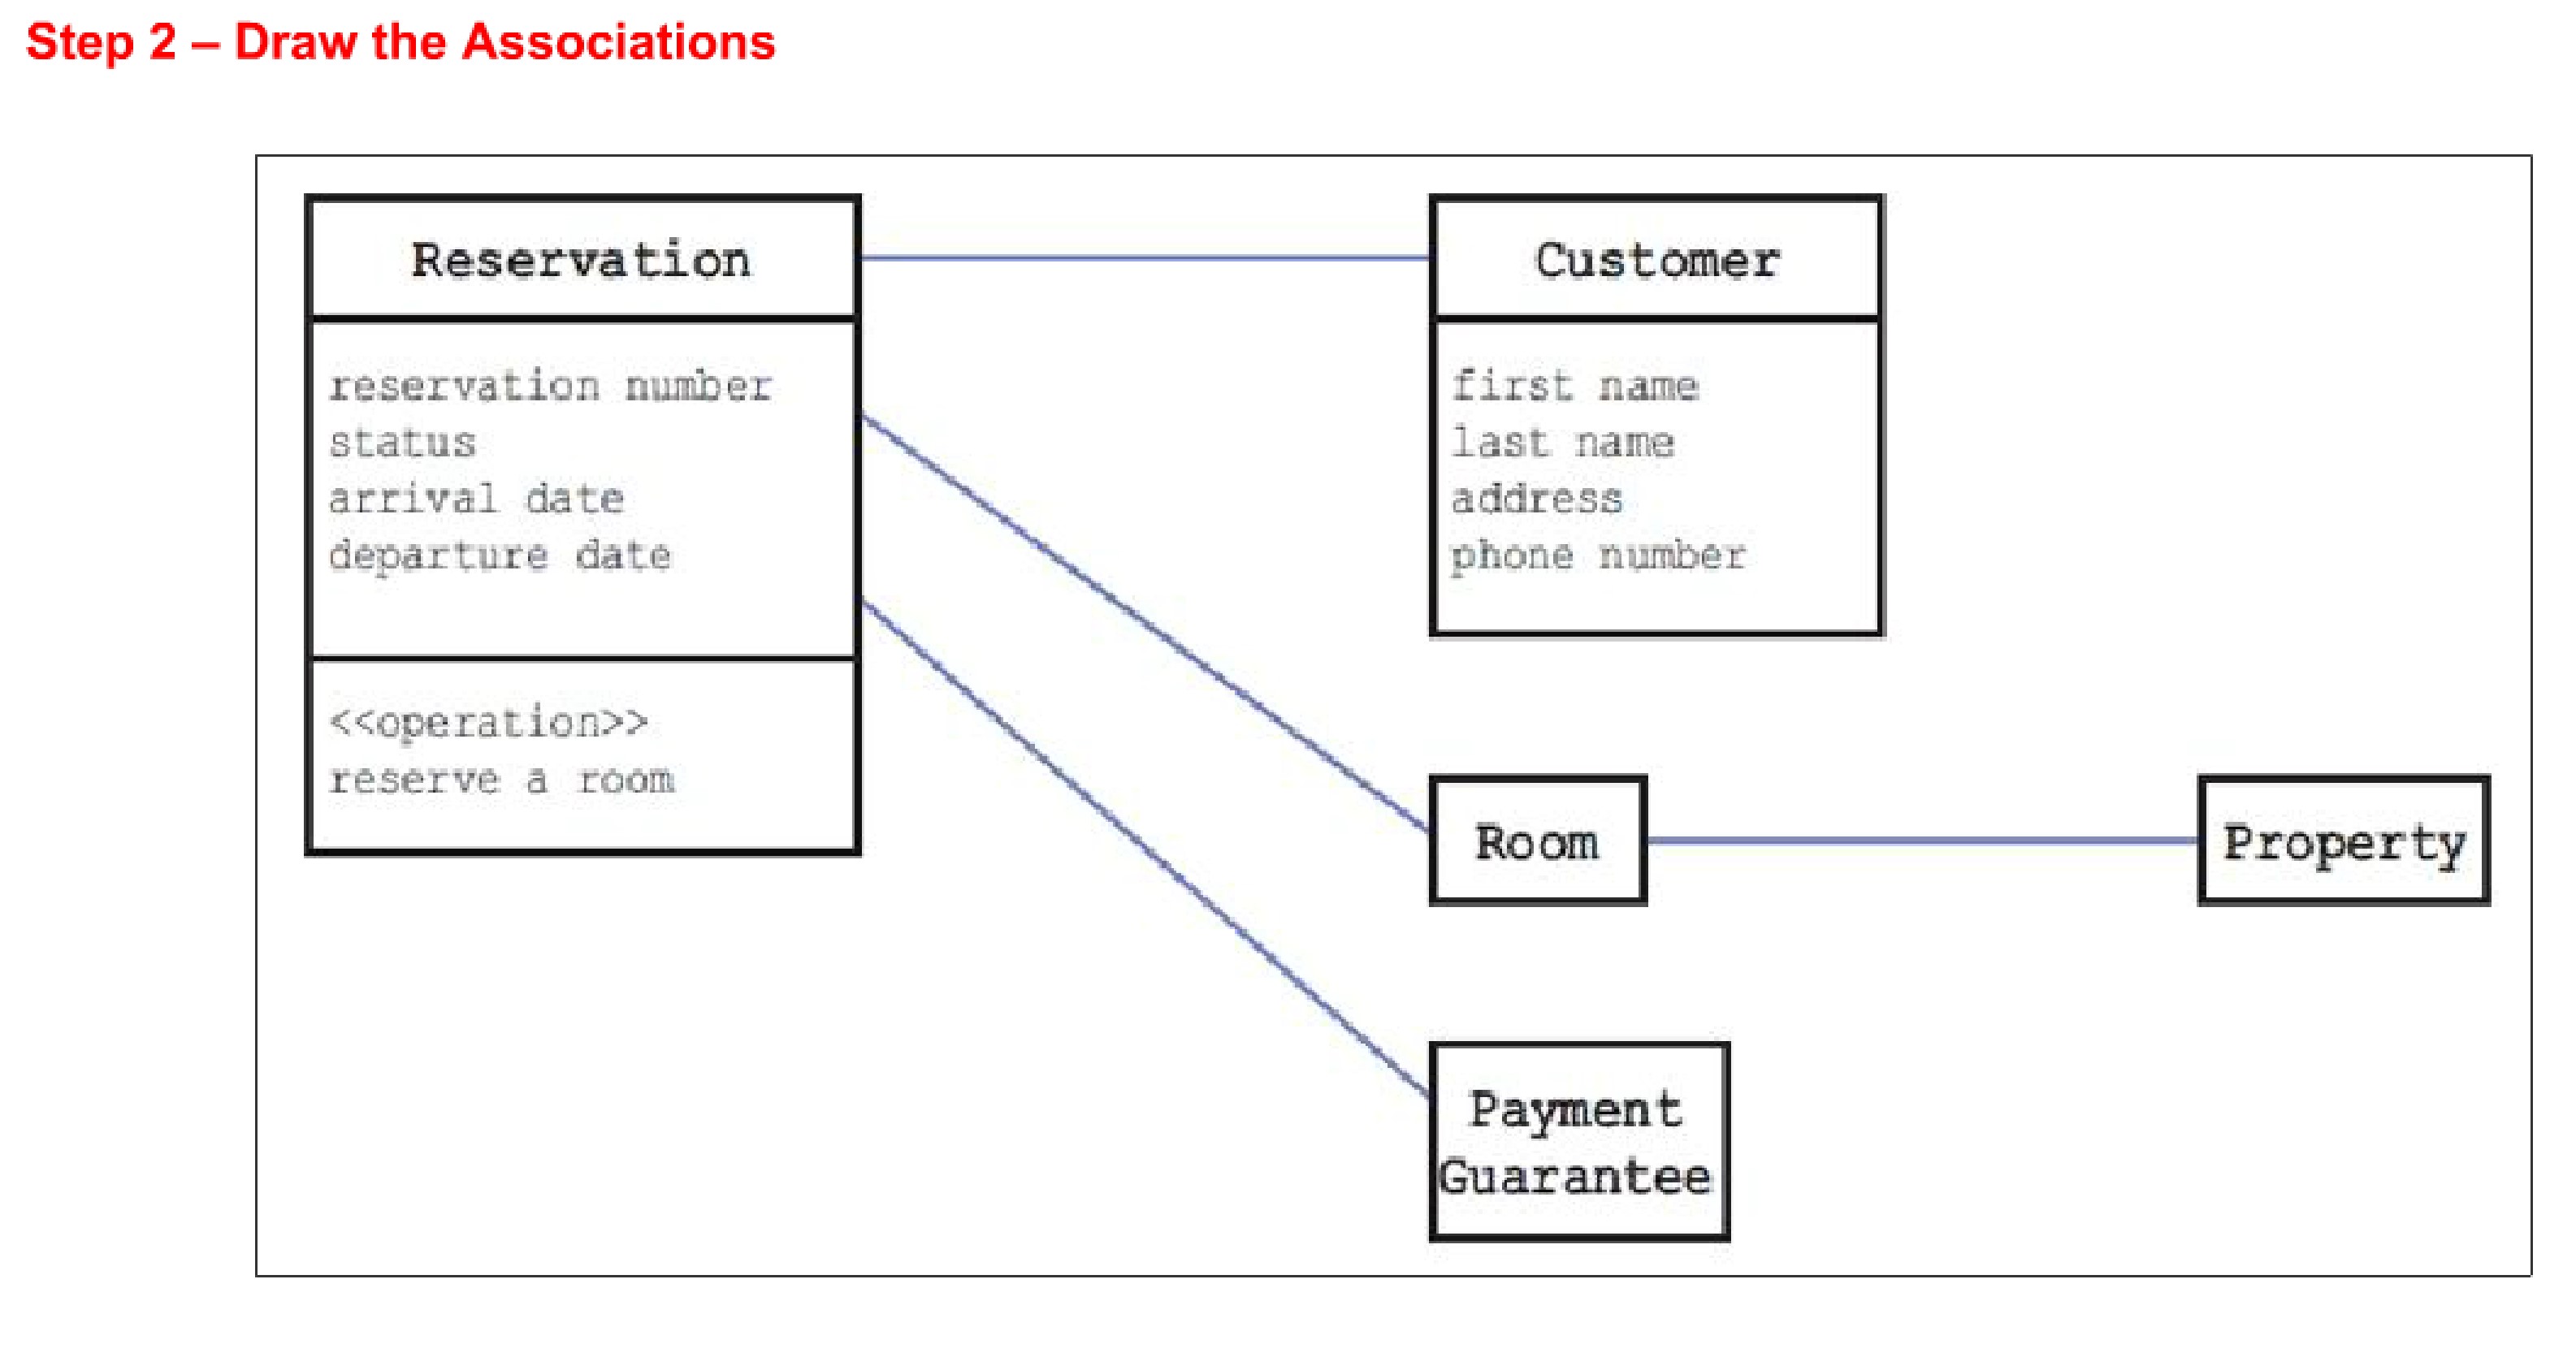 Step 2 – Draw the Associations
Reservation
reservation number
status
arrival date
departure date
<<operation>>
reserve a room
Customer
first name
last name
address
phone number
Room
Property
Payment
Guarantee